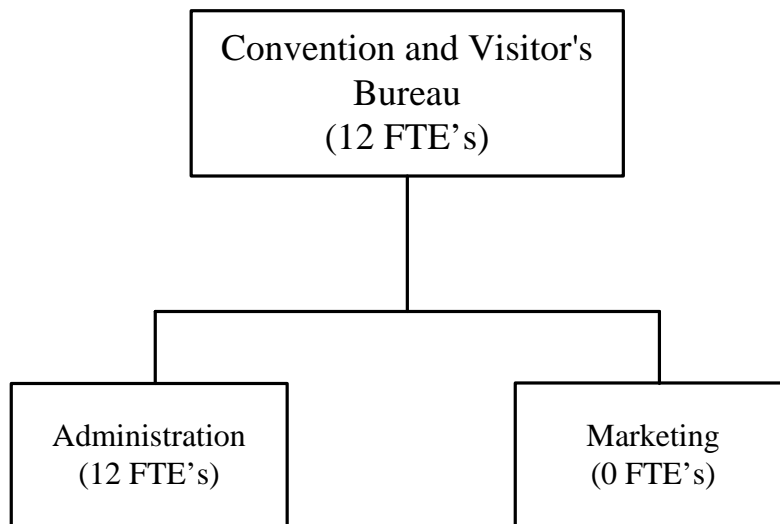 Convention and Visitor's
Bureau
(12 FTE’s)
Administration
(12 FTE’s)
Marketing
(0 FTE’s)